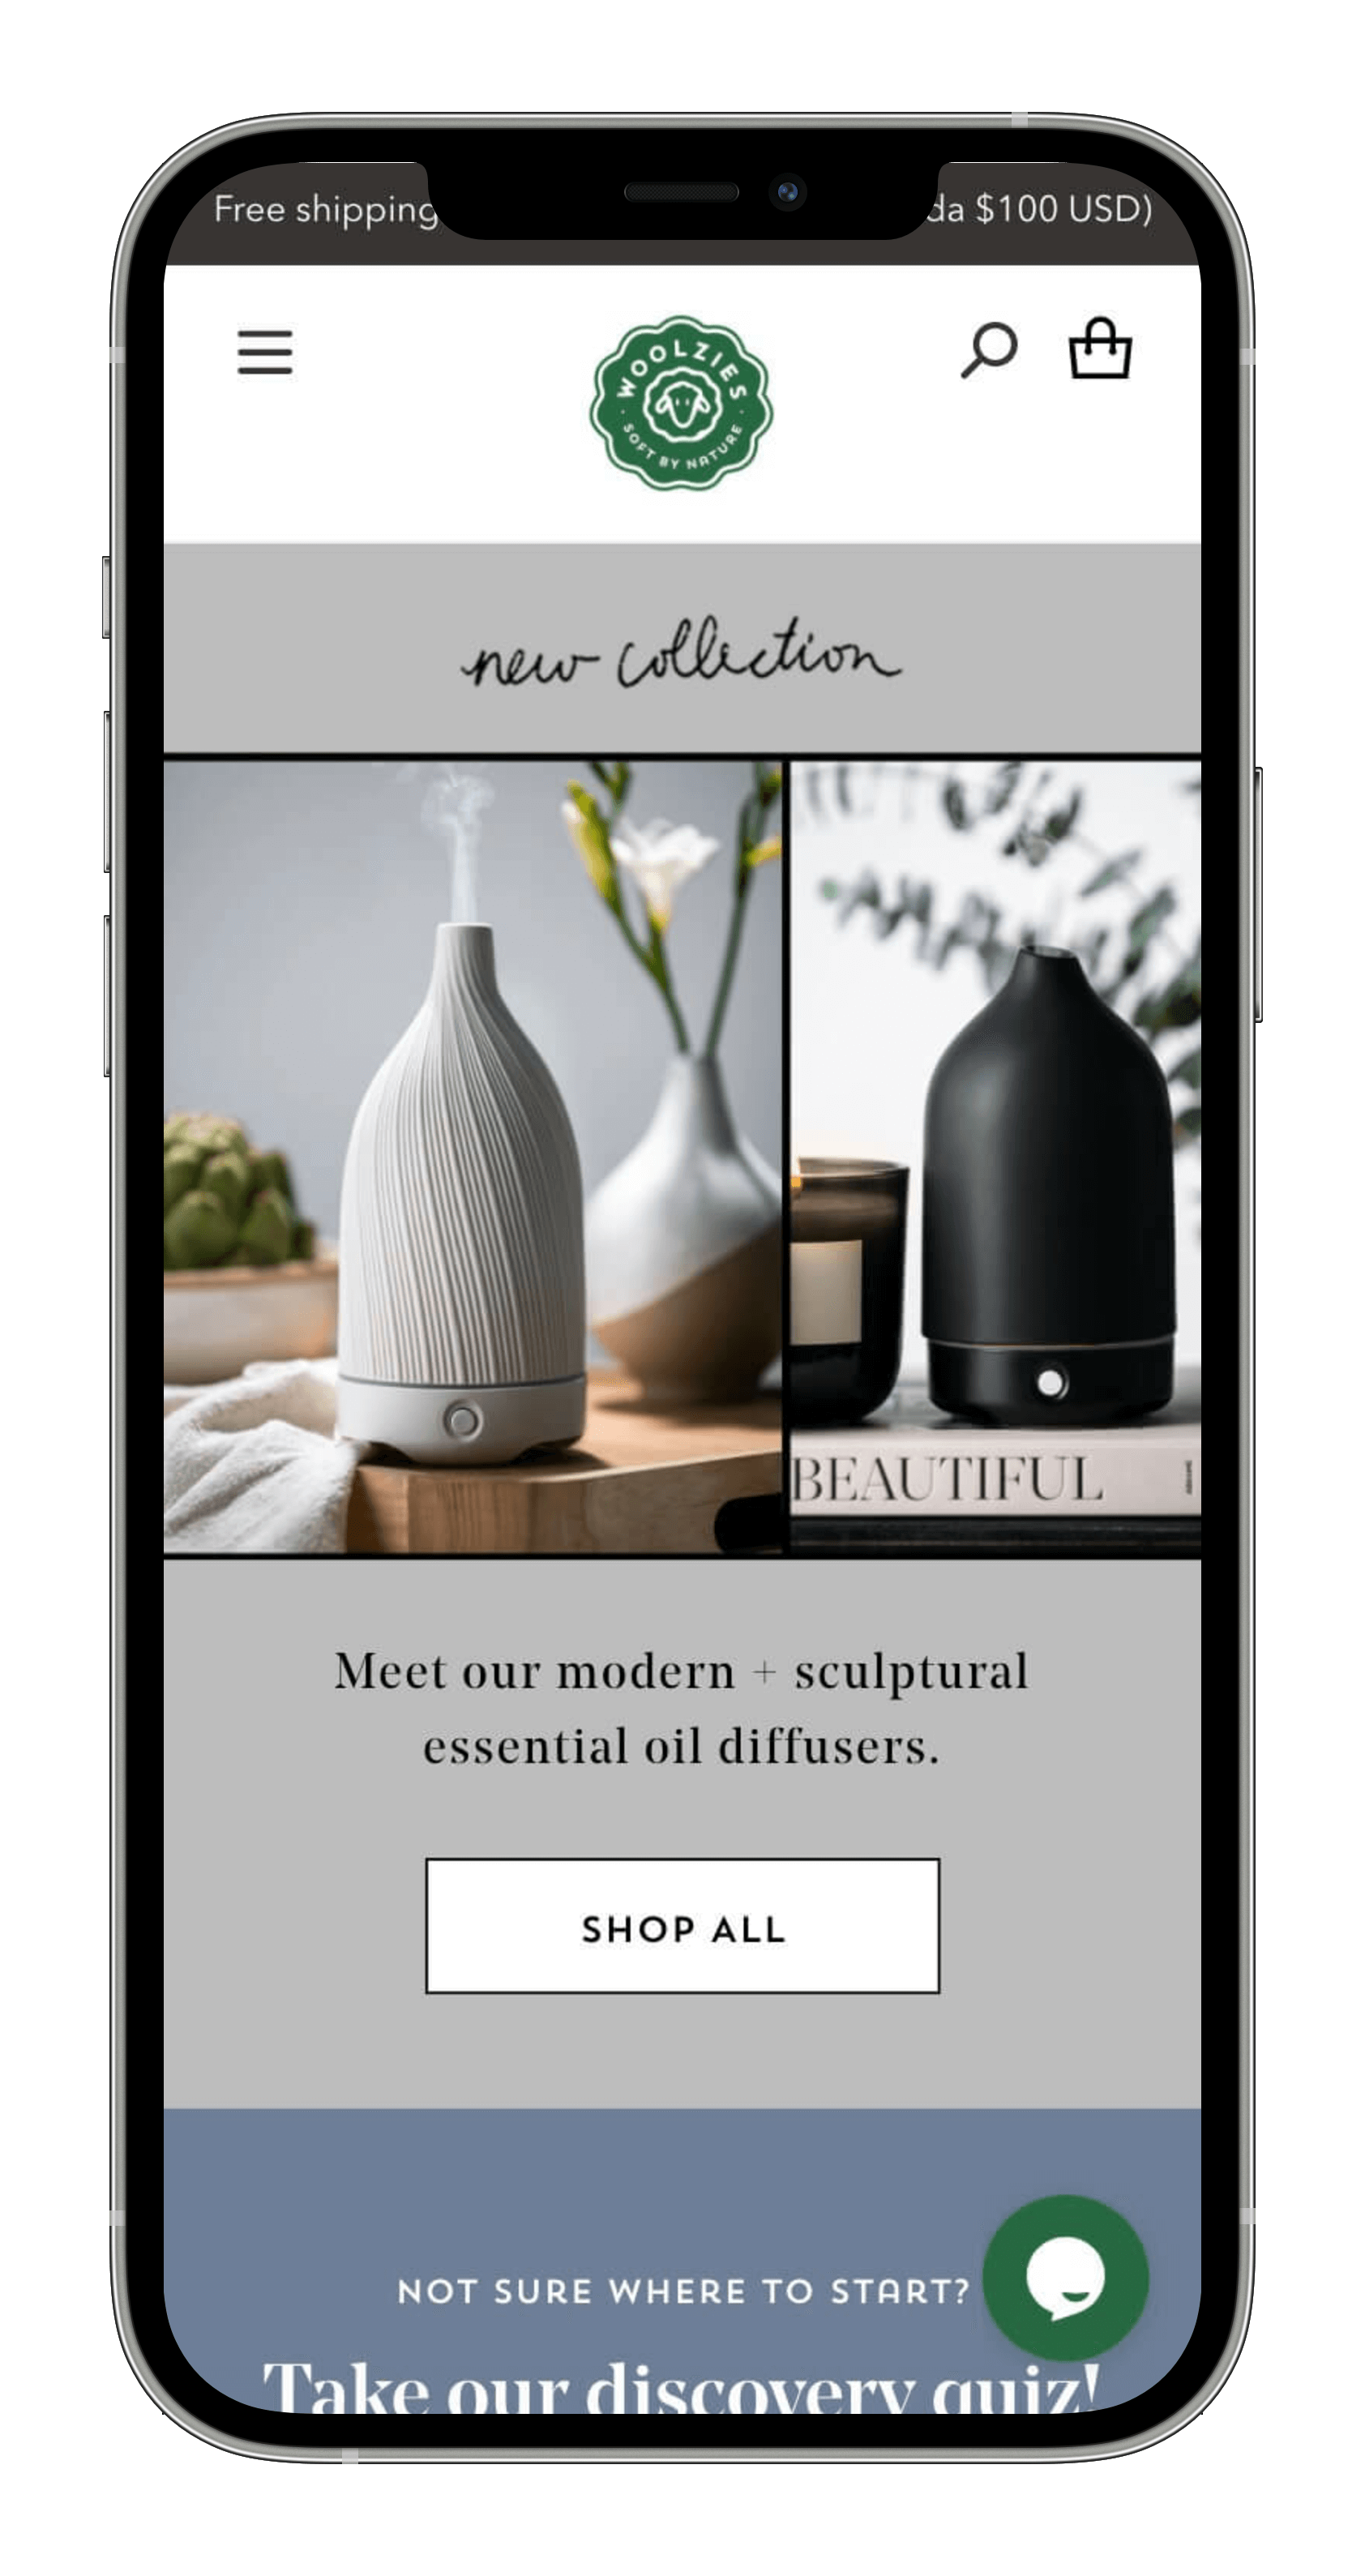 Free shipping
da $100 USD)
WOOLZIES
SOFT BY NATURE
new collection
BEAUTIFUL
Meet our modern + sculptural
essential oil diffusers.
SHOP ALL
NOT SURE WHERE TO START?
Take our discovery quiz!